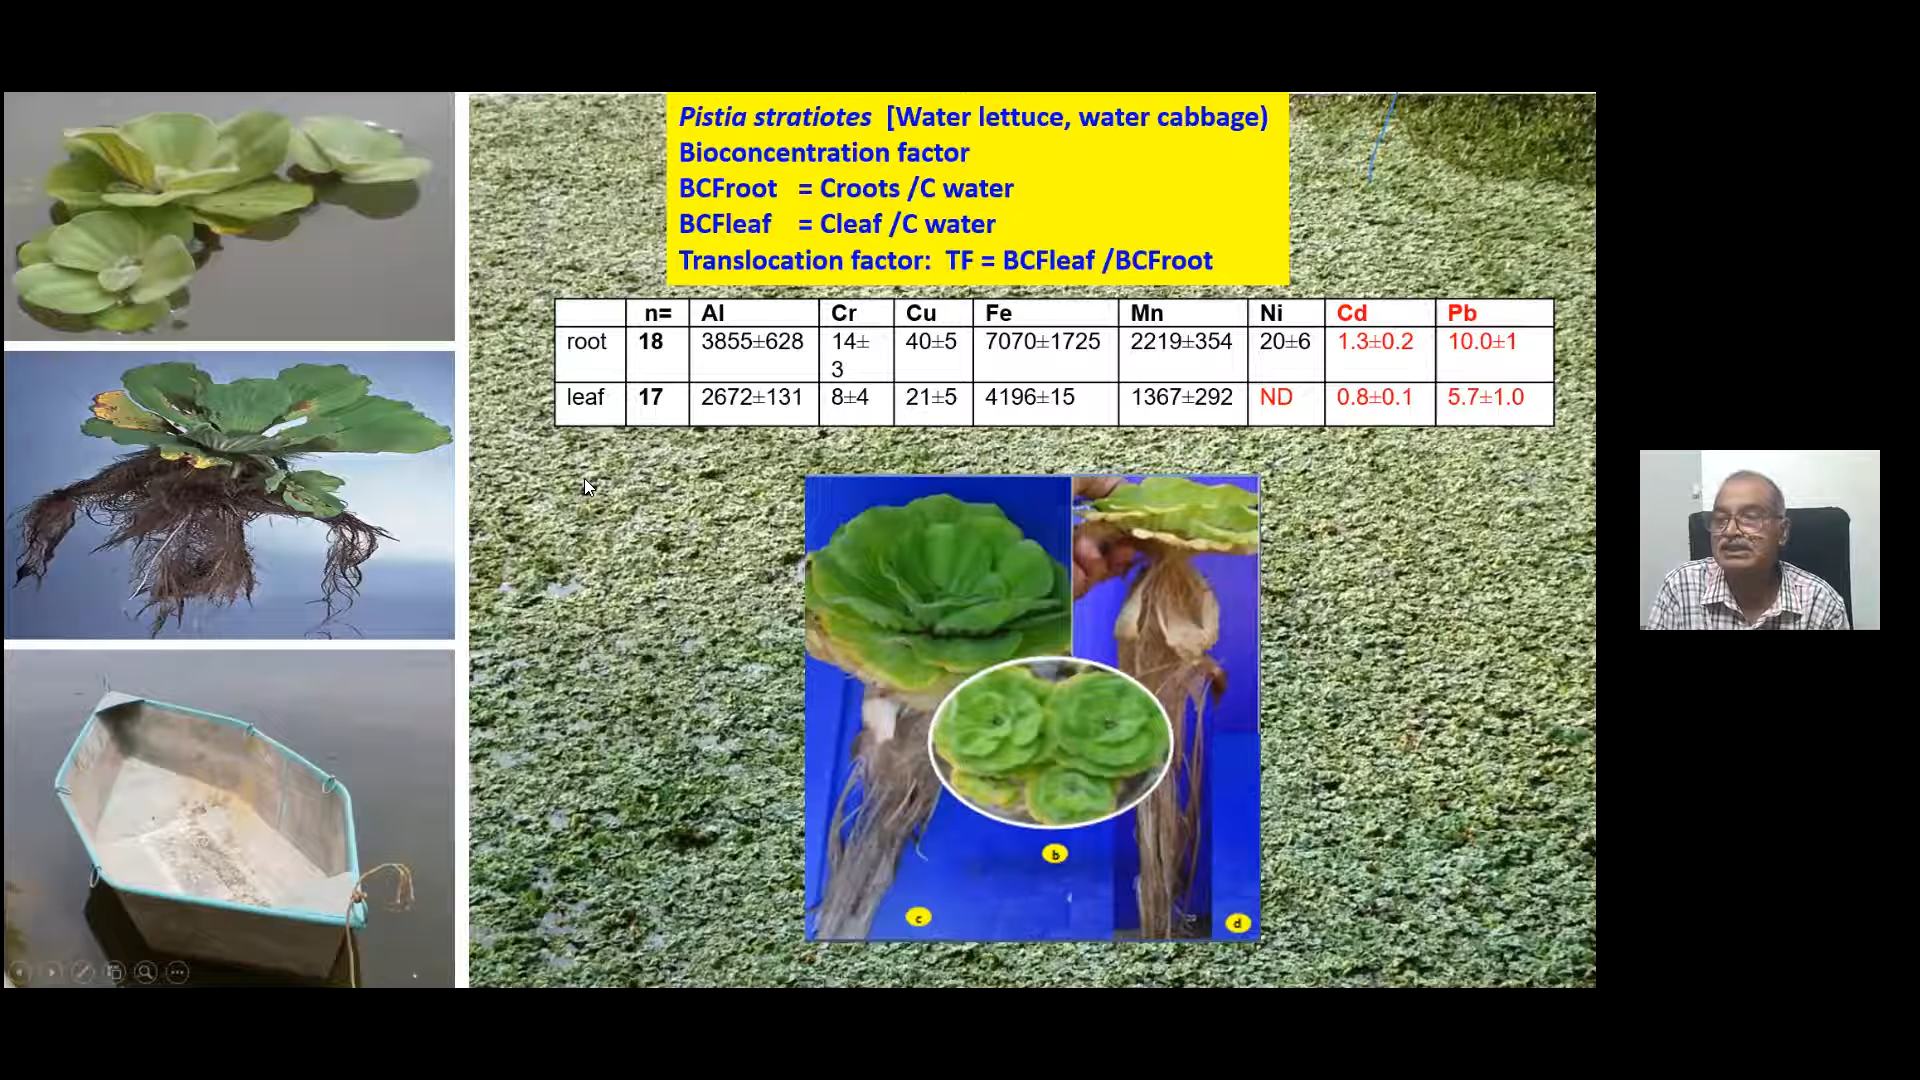 Pistia stratiotes [Water lettuce, water cabbage)
Bioconcentration factor
BCFroot = Croots /C water
BCFleaf = Cleaf /C water
Translocation factor: TF = BCFleaf /BCFroot
n= Al Cr Cu Fe Mn Ni Cd Pb
root 18 3855±628 14±3 40±5 7070±1725 2219±354 20±6 1.3±0.2 10.0±1
leaf 17 2672±131 8±4 21±5 4196±15 1367±292 ND 0.8±0.1 5.7±1.0
b
c
d